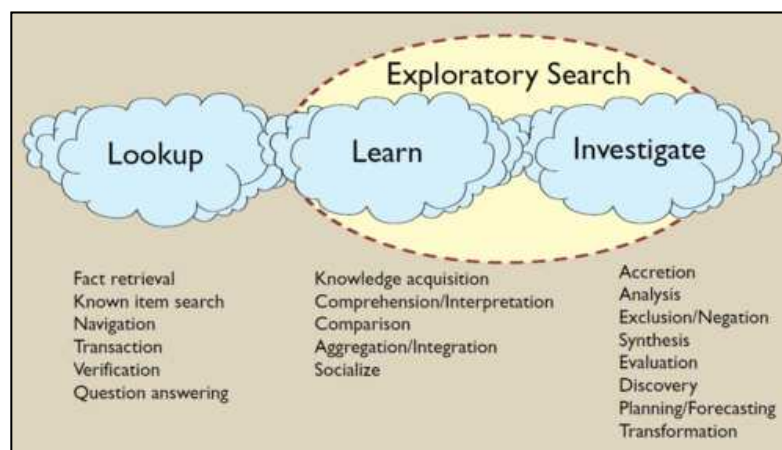 Exploratory Search
Lookup
Learn
Investigate
Fact retrieval
Known item search
Navigation
Transaction
Verification
Question answering
Knowledge acquisition
Comprehension/Interpretation
Comparison
Aggregation/Integration
Socialize
Accretion
Analysis
Exclusion/Negation
Synthesis
Evaluation
Discovery
Planning/Forecasting
Transformation